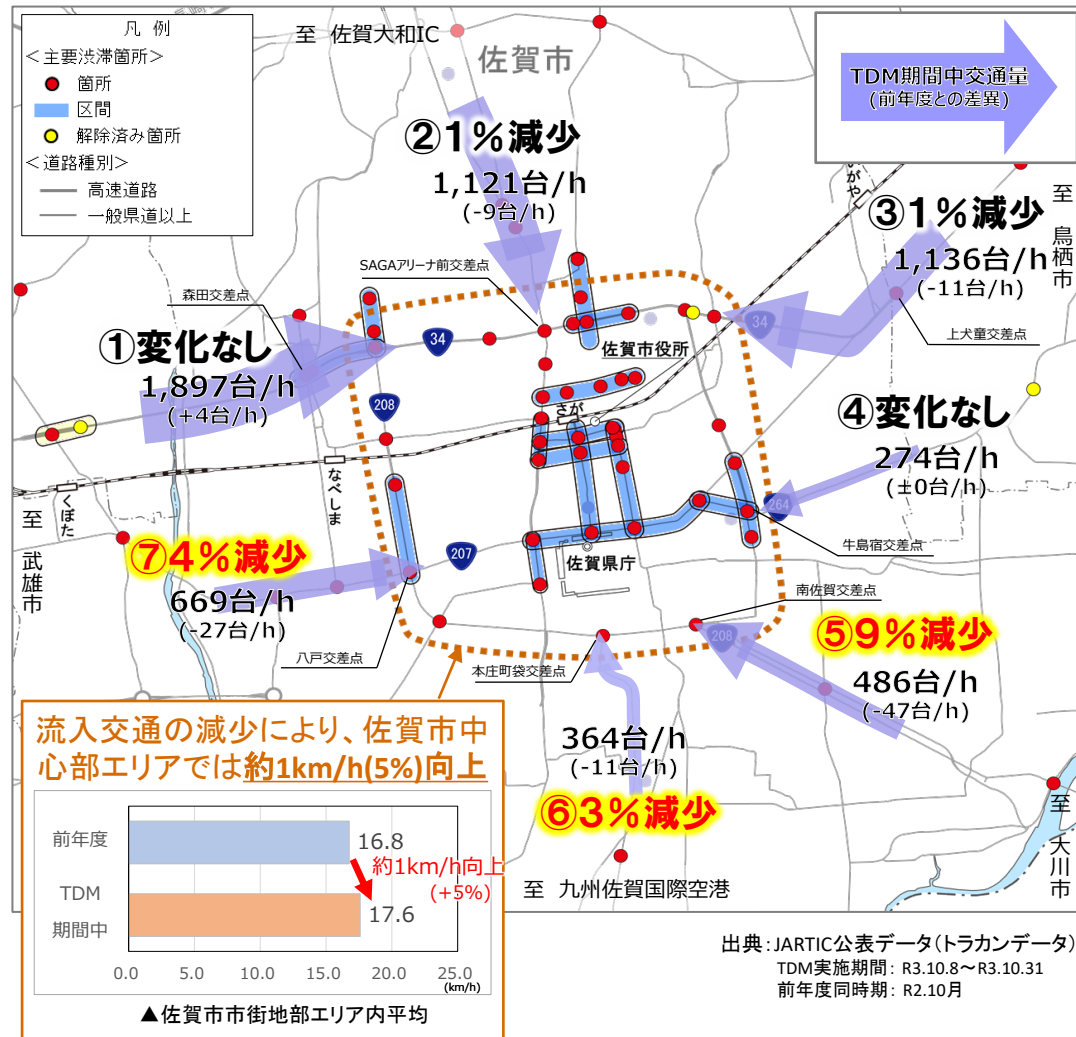 凡 例
＜主要渋滞箇所＞
箇所
区間
解除済み箇所
＜道路種別＞
高速道路
一般県道以上
至 佐賀大和IC
佐賀市
TDM期間中交通量
(前年度との差異)
②1％減少
1,121台/h
(-9台/h)
至 鳥栖市
③1％減少
1,136台/h
(-11台/h)
SAGAアリーナ前交差点
森田交差点
上犬童交差点
34
34
佐賀市役所
①変化なし
1,897台/h
(+4台/h)
208
さが
④変化なし
274台/h
(±0台/h)
264
なべしま
くぼた
至 武雄市
牛島宿交差点
⑦4％減少
669台/h
(-27台/h)
207
佐賀県庁
南佐賀交差点
208
⑤9％減少
486台/h
(-47台/h)
八戸交差点
本庄町袋交差点
364台/h
(-11台/h)
⑥3％減少
至 大川市
至 九州佐賀国際空港
流入交通の減少により、佐賀市中
心部エリアでは約1km/h(5%)向上
前年度
16.8
約1km/h向上
(+5%)
TDM
期間中
17.6
0.0 5.0 10.0 15.0 20.0 25.0
(km/h)
▲佐賀市市街地部エリア内平均
出典：JARTIC公表データ(トラカンデータ)
TDM実施期間： R3.10.8～R3.10.31
前年度同時期： R2.10月